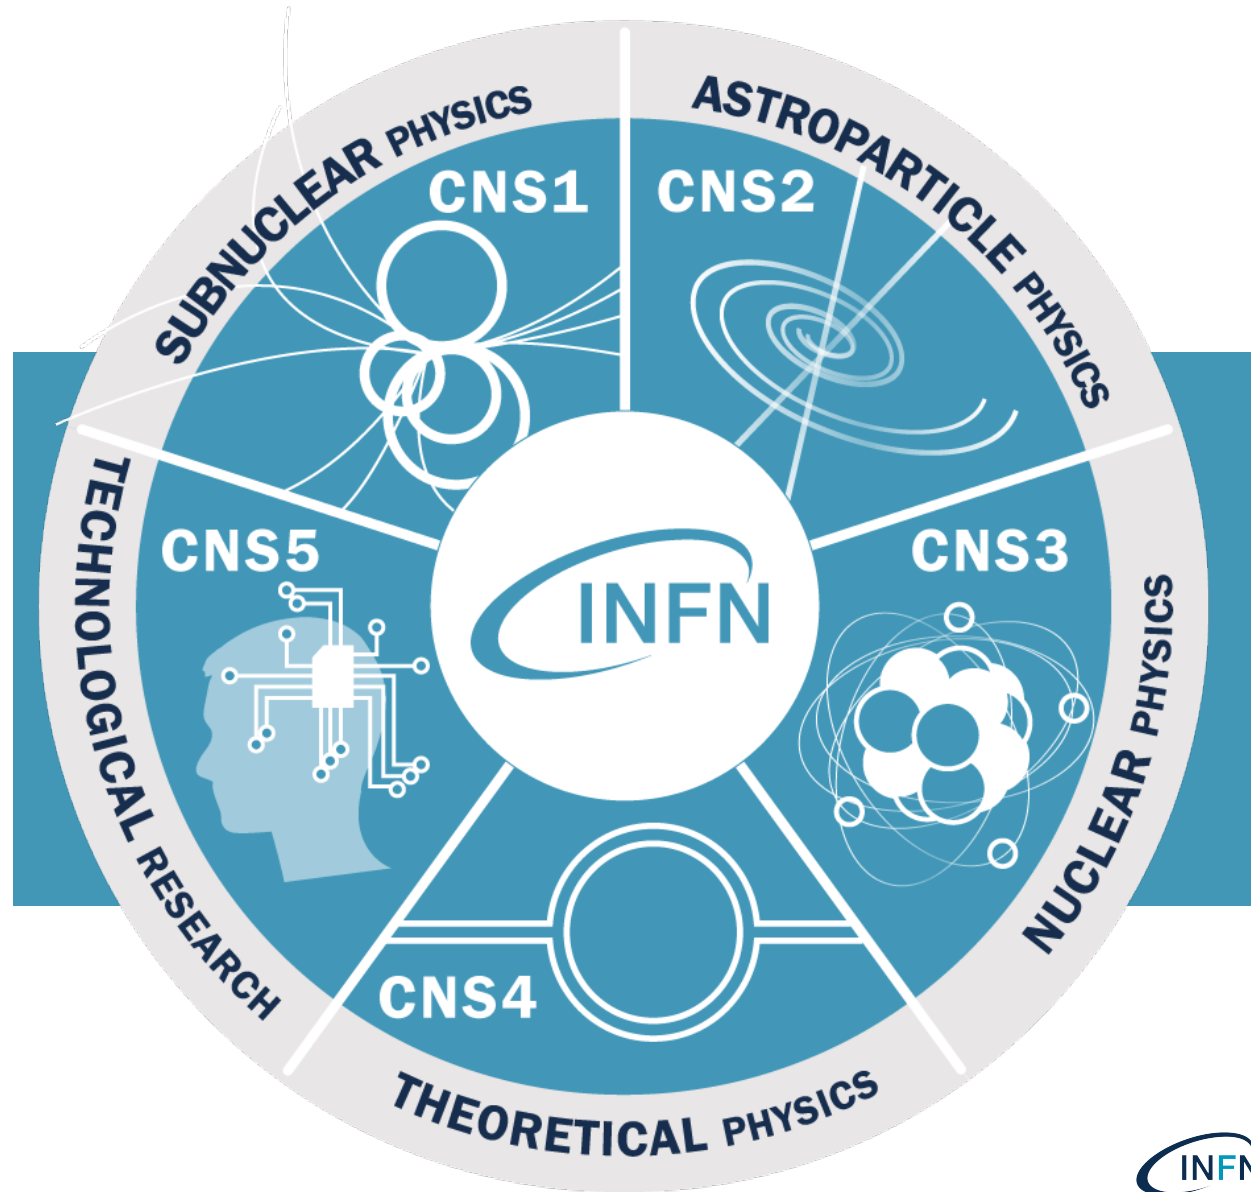 SUBNUCLEAR PHYSICS
ASTROPARTICLE PHYSICS
CNS1
CNS2
TECHNOLOGICAL RESEARCH
CNS5
INFN
CNS3
NUCLEAR PHYSICS
CNS4
THEORETICAL PHYSICS
INFN